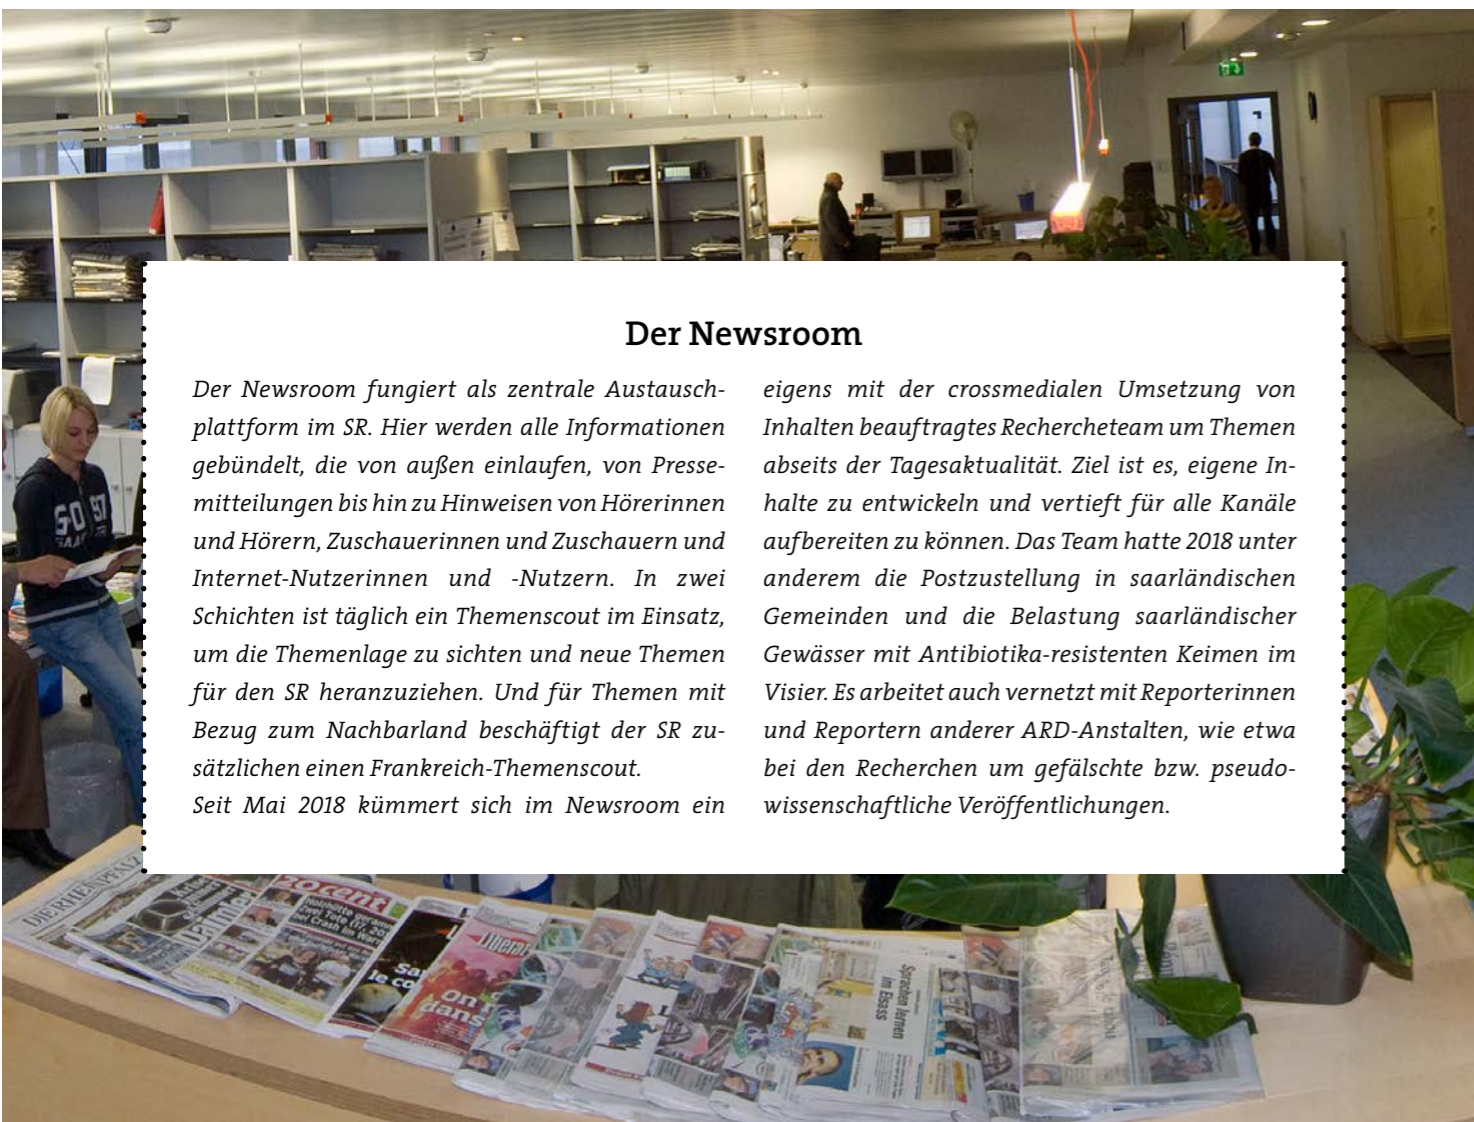 Der Newsroom
Der Newsroom fungiert als zentrale Austausch-
plattform im SR. Hier werden alle Informationen
gebündelt, die von außen einlaufen, von Presse-
mitteilungen bis hin zu Hinweisen von Hörerinnen
und Hörern, Zuschauerinnen und Zuschauern und
Internet-Nutzerinnen und -Nutzern. In zwei
Schichten ist täglich ein Themenscout im Einsatz,
um die Themenlage zu sichten und neue Themen
für den SR heranzuziehen. Und für Themen mit
Bezug zum Nachbarland beschäftigt der SR zu-
sätzlichen einen Frankreich-Themenscout.
Seit Mai 2018 kümmert sich im Newsroom ein
eigens mit der crossmedialen Umsetzung von
Inhalten beauftragtes Rechercheteam um Themen
abseits der Tagesaktualität. Ziel ist es, eigene In-
halte zu entwickeln und vertieft für alle Kanäle
aufbereiten zu können. Das Team hatte 2018 unter
anderem die Postzustellung in saarländischen
Gemeinden und die Belastung saarländischer
Gewässer mit Antibiotika-resistenten Keimen im
Visier. Es arbeitet auch vernetzt mit Reporterinnen
und Reportern anderer ARD-Anstalten, wie etwa
bei den Recherchen um gefälschte bzw. pseudo-
wissenschaftliche Veröffentlichungen.
DIE RHEINPFALZ
20cent
On
dans
Sprachen lernen
im Elsass